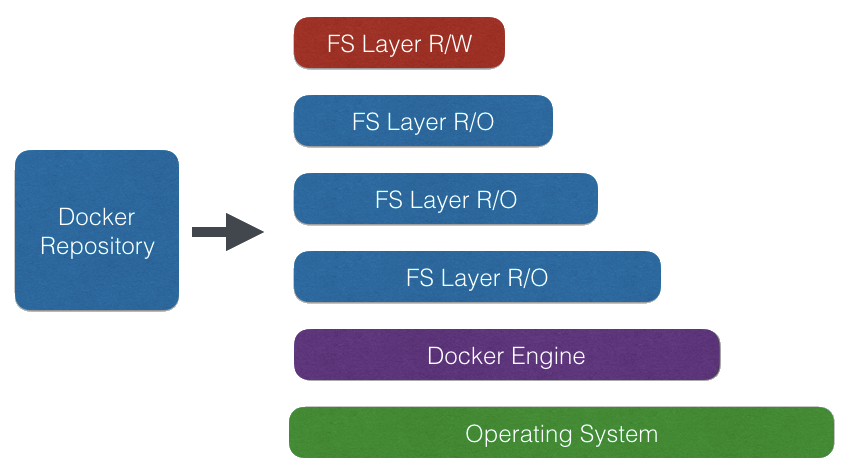 FS Layer R/W
FS Layer R/O
Docker
Repository
FS Layer R/O
FS Layer R/O
Docker Engine
Operating System